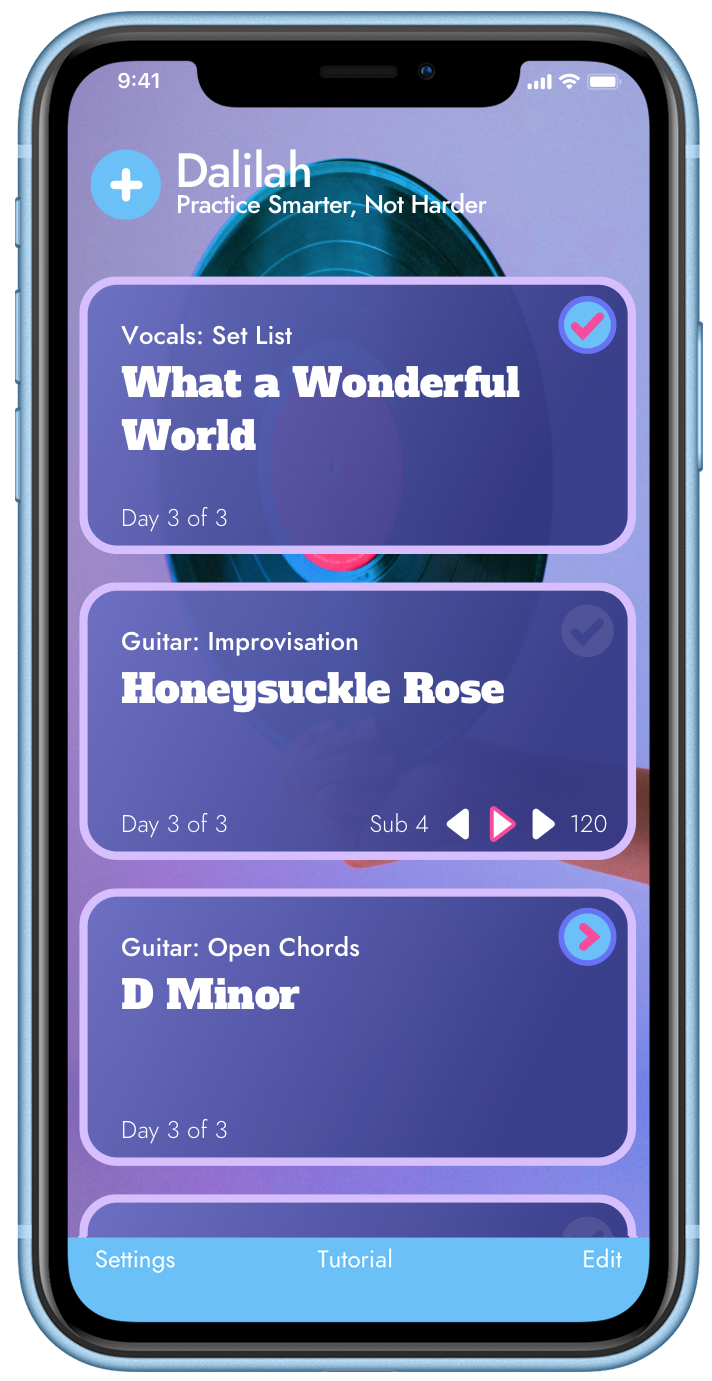 9:41
Dalilah
Practice Smarter, Not Harder
Vocals: Set List
What a Wonderful
World
Day 3 of 3
Guitar: Improvisation
Honeysuckle Rose
Day 3 of 3 Sub 4 120
Guitar: Open Chords
D Minor
Day 3 of 3
Settings Tutorial Edit